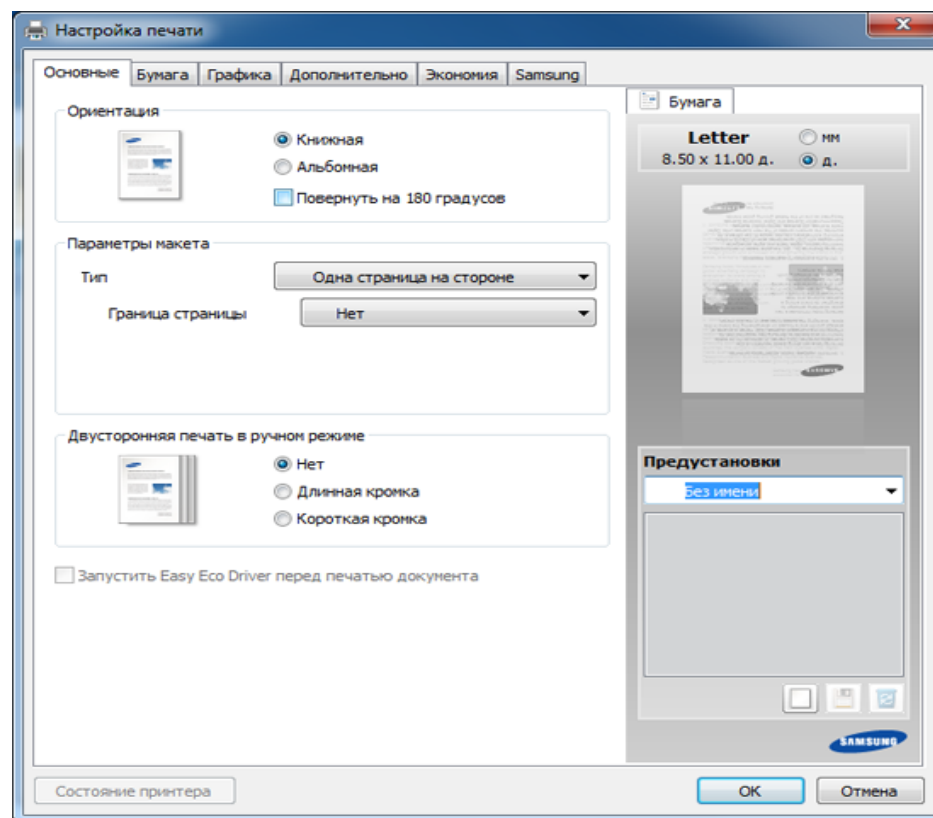 Настройка печати
Основные Бумага Графика Дополнительно Экономия Samsung
Ориентация
Книжная
Альбомная
Повернуть на 180 градусов
Параметры макета
Тип Одна страница на стороне
Граница страницы Нет
Двусторонняя печать в ручном режиме
Нет
Длинная кромка
Короткая кромка
Запустить Easy Eco Driver перед печатью документа
Бумага
Letter мм
8.50 x 11.00 д. д.
SAMSUNG
SAMSUNG
Предустановки
Без имени
SAMSUNG
Состояние принтера OK Отмена